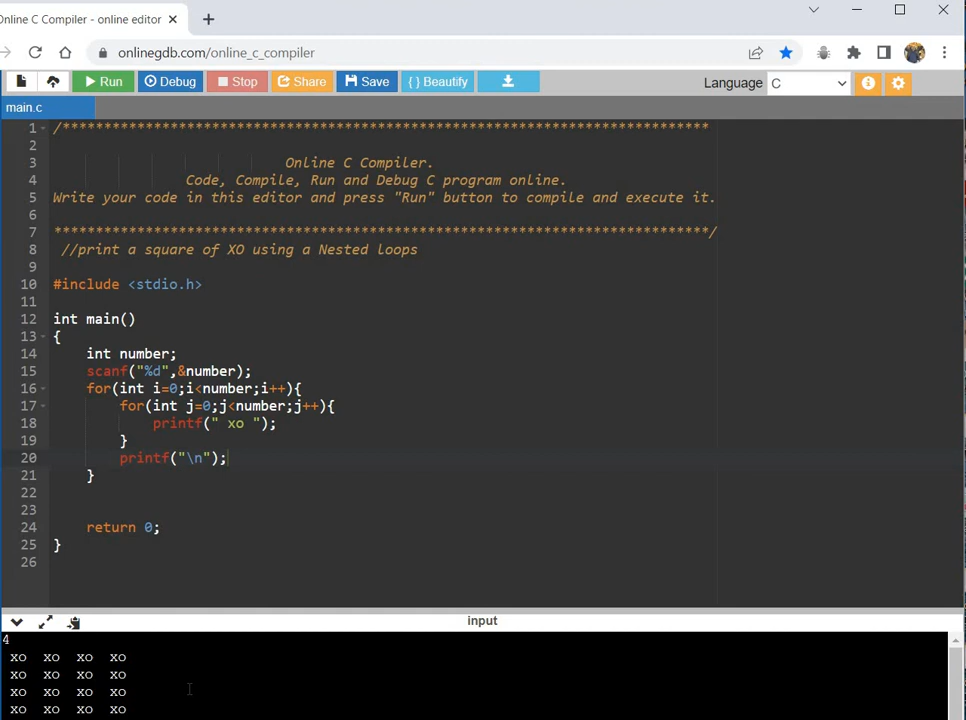 Online C Compiler - online editor
onlinegdb.com/online_c_compiler
Run Debug Stop Share Save { } Beautify Language C
main.c
1 /******************************************************************************
2
3 Online C Compiler.
4 Code, Compile, Run and Debug C program online.
5 Write your code in this editor and press "Run" button to compile and execute it.
6
7 *******************************************************************************/
8 //print a square of XO using a Nested loops
9
10 #include <stdio.h>
11
12 int main()
13 {
14 int number;
15 scanf("%d",&number);
16 for(int i=0;i<number;i++){
17 for(int j=0;j<number;j++){
18 printf(" xo ");
19 }
20 printf("\n");
21 }
22
23
24 return 0;
25 }
26
input
4
xo xo xo xo
xo xo xo xo
xo xo xo xo
xo xo xo xo